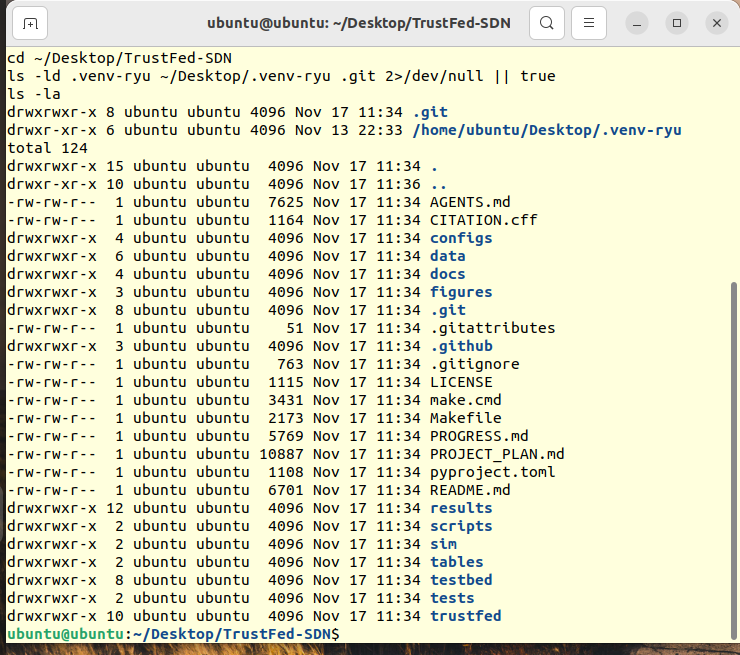 ubuntu@ubuntu: ~/Desktop/TrustFed-SDN
cd ~/Desktop/TrustFed-SDN
ls -ld .venv-ryu ~/Desktop/.venv-ryu .git 2>/dev/null || true
ls -la
drwxrwxr-x 8 ubuntu ubuntu 4096 Nov 17 11:34 .git
drwxr-xr-x 6 ubuntu ubuntu 4096 Nov 13 22:33 /home/ubuntu/Desktop/.venv-ryu
total 124
drwxrwxr-x 15 ubuntu ubuntu  4096 Nov 17 11:34 .
drwxr-xr-x 10 ubuntu ubuntu  4096 Nov 17 11:36 ..
-rw-rw-r--  1 ubuntu ubuntu  7625 Nov 17 11:34 AGENTS.md
-rw-rw-r--  1 ubuntu ubuntu  1164 Nov 17 11:34 CITATION.cff
drwxrwxr-x  4 ubuntu ubuntu  4096 Nov 17 11:34 configs
drwxrwxr-x  6 ubuntu ubuntu  4096 Nov 17 11:34 data
drwxrwxr-x  4 ubuntu ubuntu  4096 Nov 17 11:34 docs
drwxrwxr-x  3 ubuntu ubuntu  4096 Nov 17 11:34 figures
drwxrwxr-x  8 ubuntu ubuntu  4096 Nov 17 11:34 .git
-rw-rw-r--  1 ubuntu ubuntu    51 Nov 17 11:34 .gitattributes
drwxrwxr-x  3 ubuntu ubuntu  4096 Nov 17 11:34 .github
-rw-rw-r--  1 ubuntu ubuntu   763 Nov 17 11:34 .gitignore
-rw-rw-r--  1 ubuntu ubuntu  1115 Nov 17 11:34 LICENSE
-rw-rw-r--  1 ubuntu ubuntu  3431 Nov 17 11:34 make.cmd
-rw-rw-r--  1 ubuntu ubuntu  2173 Nov 17 11:34 Makefile
-rw-rw-r--  1 ubuntu ubuntu  5769 Nov 17 11:34 PROGRESS.md
-rw-rw-r--  1 ubuntu ubuntu 10887 Nov 17 11:34 PROJECT_PLAN.md
-rw-rw-r--  1 ubuntu ubuntu  1108 Nov 17 11:34 pyproject.toml
-rw-rw-r--  1 ubuntu ubuntu  6701 Nov 17 11:34 README.md
drwxrwxr-x 12 ubuntu ubuntu  4096 Nov 17 11:34 results
drwxrwxr-x  2 ubuntu ubuntu  4096 Nov 17 11:34 scripts
drwxrwxr-x  2 ubuntu ubuntu  4096 Nov 17 11:34 sim
drwxrwxr-x  2 ubuntu ubuntu  4096 Nov 17 11:34 tables
drwxrwxr-x  8 ubuntu ubuntu  4096 Nov 17 11:34 testbed
drwxrwxr-x  2 ubuntu ubuntu  4096 Nov 17 11:34 tests
drwxrwxr-x 10 ubuntu ubuntu  4096 Nov 17 11:34 trustfed
ubuntu@ubuntu:~/Desktop/TrustFed-SDN$